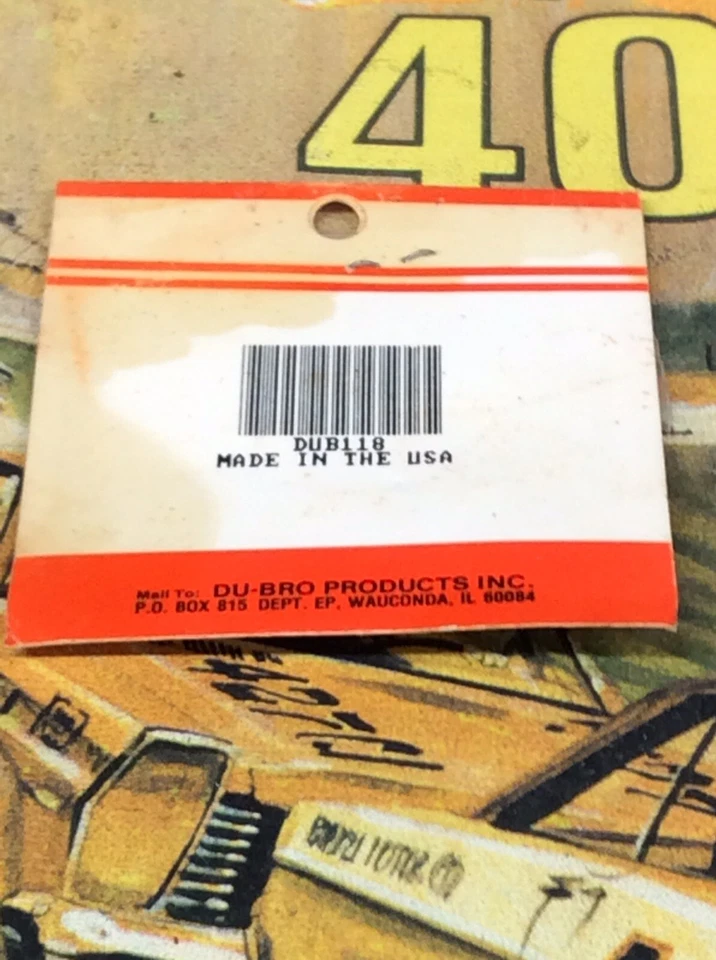 40
DUB118
MADE IN THE USA
Mail To: DU-BRO PRODUCTS INC.
P.O. BOX 815 DEPT. EP, WAUCONDA, IL 60084